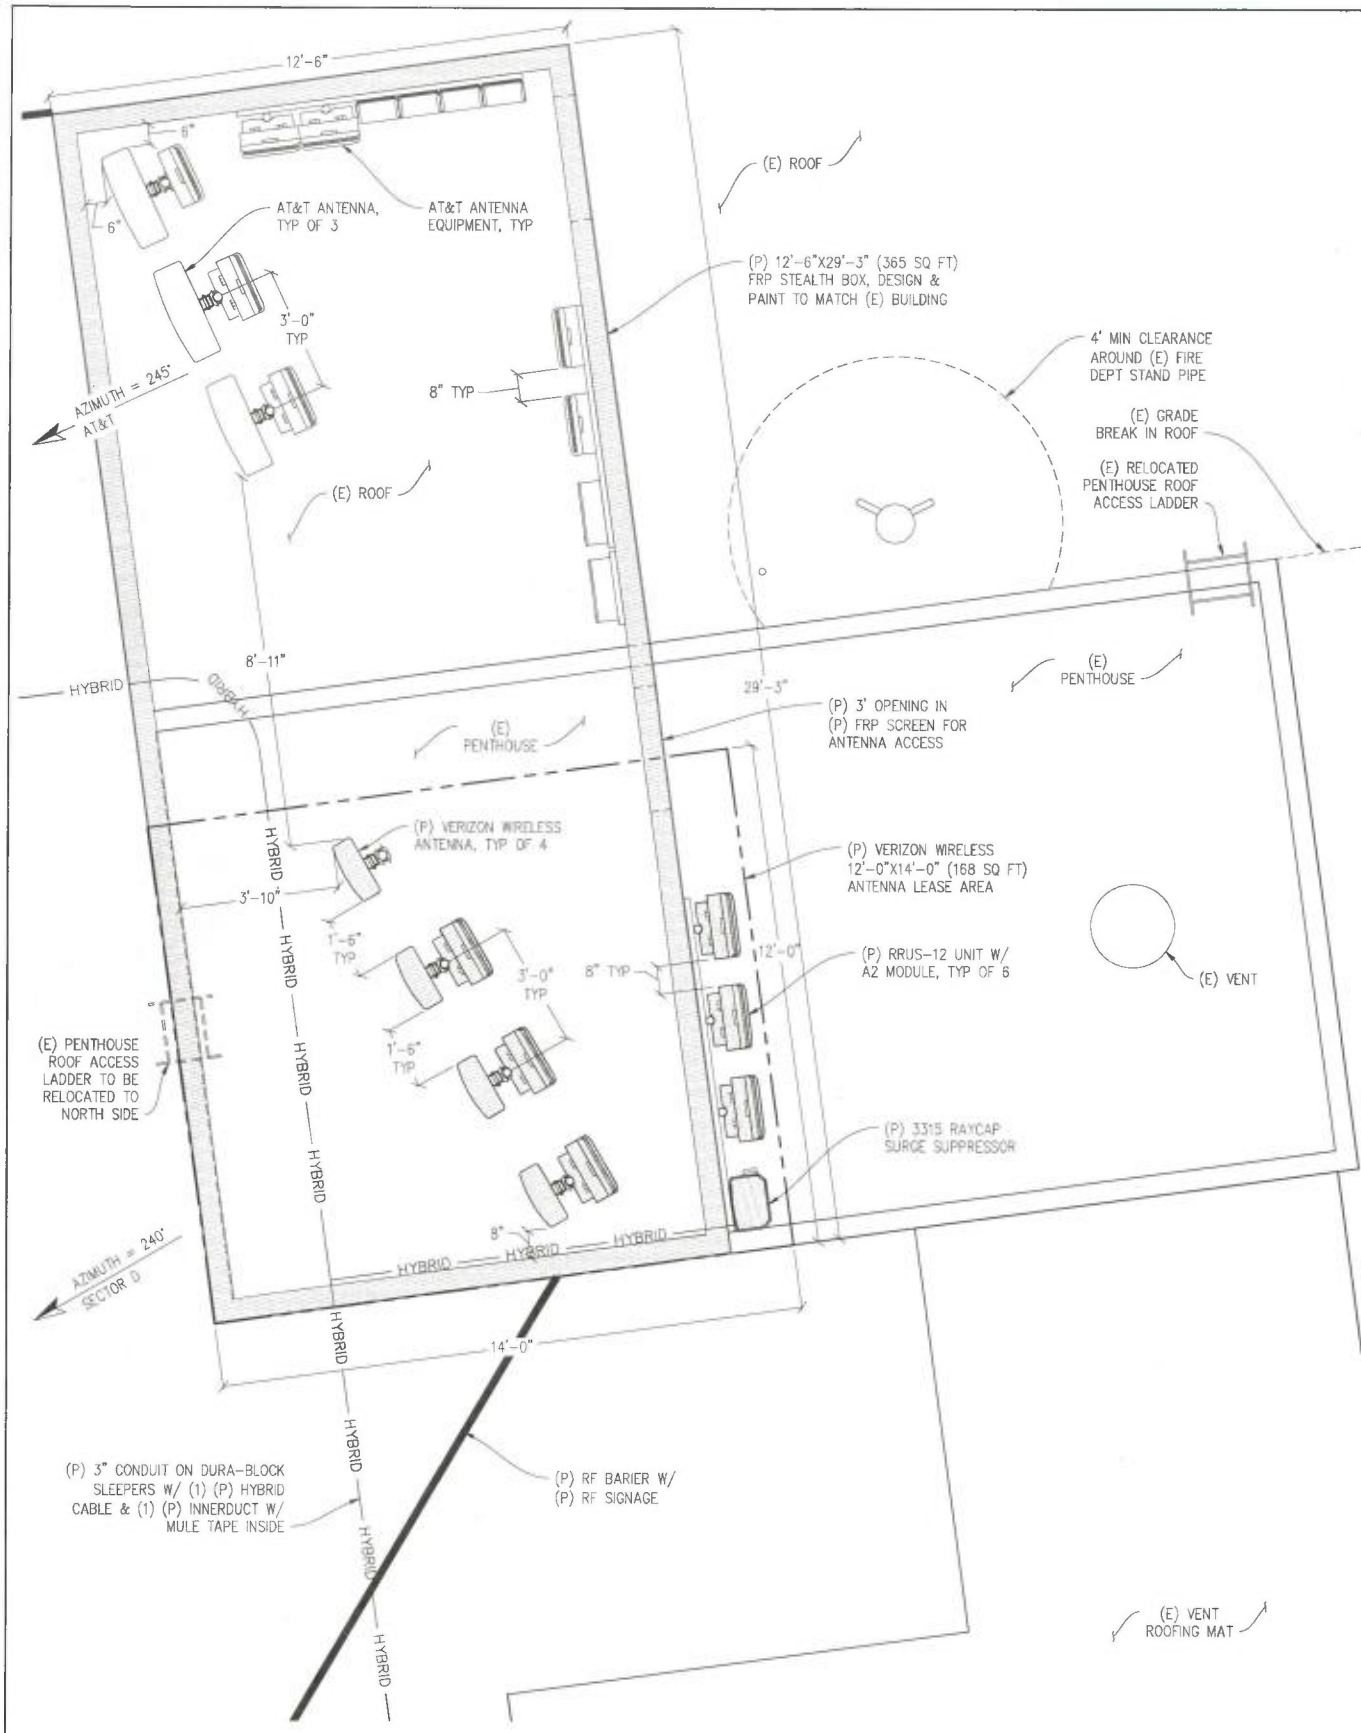 12'-6"
6"
6"
AT&T ANTENNA,
TYP OF 3
AT&T ANTENNA
EQUIPMENT, TYP
(E) ROOF
(P) 12'-6"X29'-3" (365 SQ FT)
FRP STEALTH BOX, DESIGN &
PAINT TO MATCH (E) BUILDING
3'-0"
TYP
4' MIN CLEARANCE
AROUND (E) FIRE
DEPT STAND PIPE
8" TYP
AZIMUTH = 245°
AT&T
(E) GRADE
BREAK IN ROOF
(E) RELOCATED
PENTHOUSE ROOF
ACCESS LADDER
(E) ROOF
8'-11"
HYBRID
HYBRID
29'-3"
(E)
PENTHOUSE
(P) 3' OPENING IN
(P) FRP SCREEN FOR
ANTENNA ACCESS
(E)
PENTHOUSE
(P) VERIZON WIRELESS
ANTENNA, TYP OF 4
HYBRID
(P) VERIZON WIRELESS
12'-0"X14'-0" (168 SQ FT)
ANTENNA LEASE AREA
3'-10"
1'-6"
TYP
HYBRID
3'-0"
TYP
8" TYP
12'-0"
(P) RRUS-12 UNIT W/
A2 MODULE, TYP OF 6
(E) VENT
(E) PENTHOUSE
ROOF ACCESS
LADDER TO BE
RELOCATED TO
NORTH SIDE
HYBRID
1'-6"
TYP
(P) 3315 RAYCAP
SURGE SUPPRESSOR
HYBRID
8"
HYBRID
HYBRID
HYBRID
AZIMUTH = 240°
SECTOR D
HYBRID
14'-0"
HYBRID
(P) 3" CONDUIT ON DURA-BLOCK
SLEEPERS W/ (1) (P) HYBRID
CABLE & (1) (P) INNERDUCT W/
MULE TAPE INSIDE
(P) RF BARIER W/
(P) RF SIGNAGE
HYBRID
HYBRID
(E) VENT
ROOFING MAT